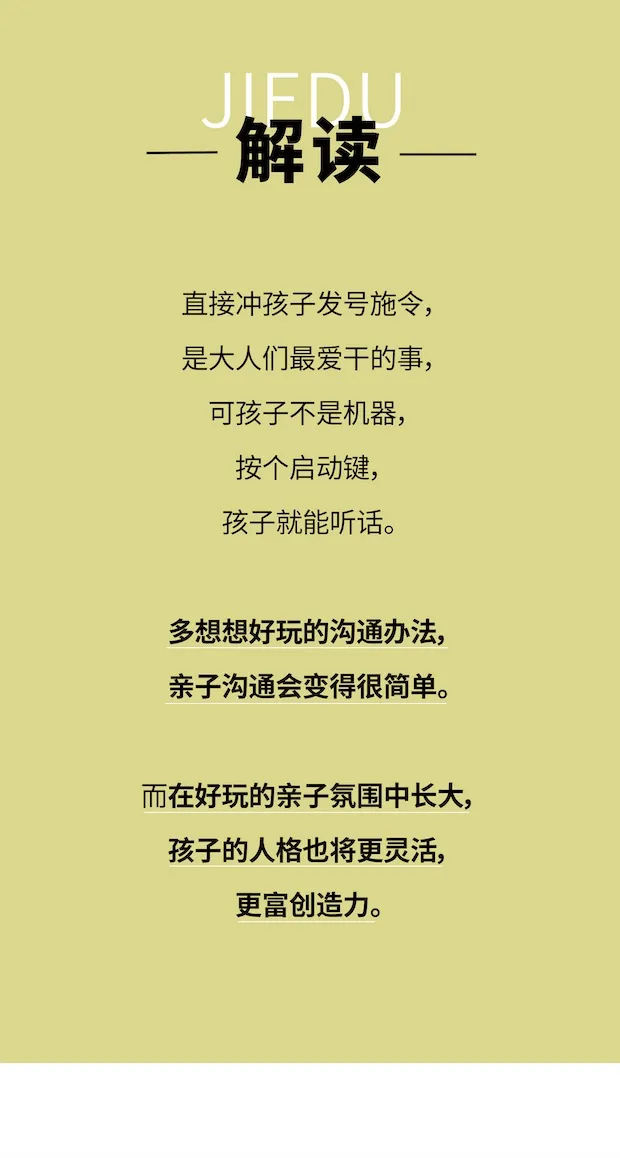 JIEDU
解读
直接冲孩子发号施令，
是大人们最爱干的事，
可孩子不是机器，
按个启动键，
孩子就能听话。
多想想好玩的沟通办法，
亲子沟通会变得很简单。
而在好玩的亲子氛围中长大，
孩子的人格也将更灵活，
更富创造力。